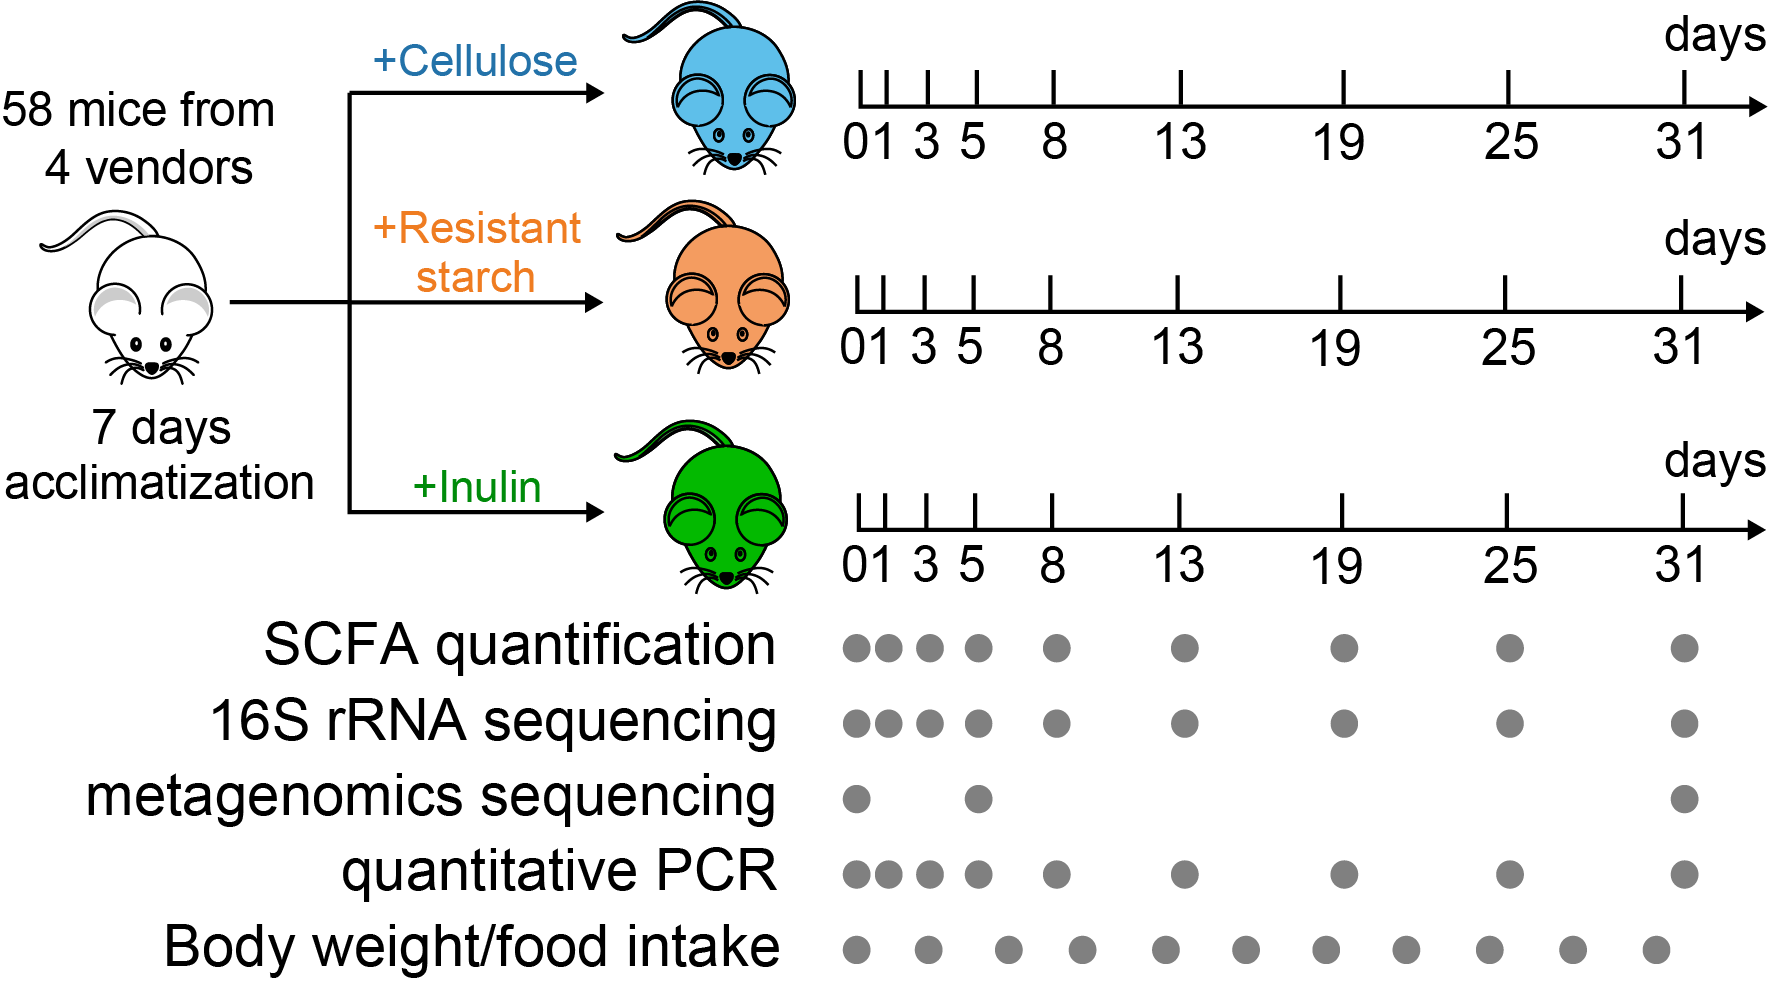 58 mice from
4 vendors
7 days
acclimatization
+Cellulose
days
0 1 3 5 8 13 19 25 31
+Resistant
starch
days
0 1 3 5 8 13 19 25 31
+Inulin
days
0 1 3 5 8 13 19 25 31
SCFA quantification
16S rRNA sequencing
metagenomics sequencing
quantitative PCR
Body weight/food intake